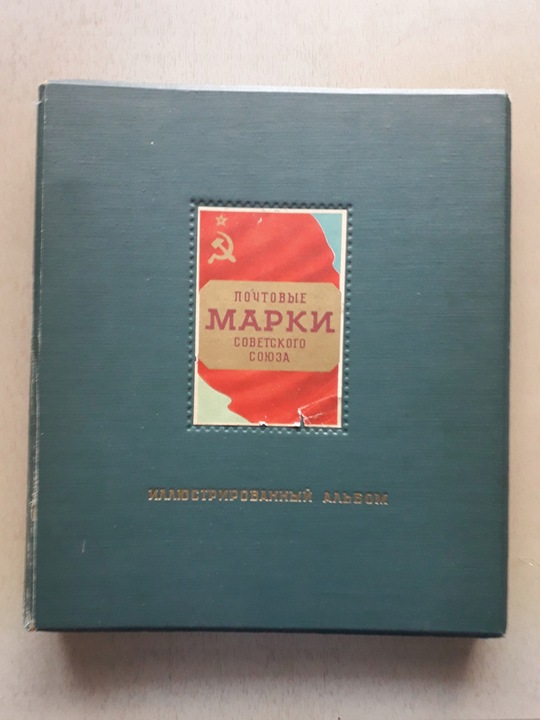 ПОЧТОВЫЕ
МАРКИ
СОВЕТСКОГО
СОЮЗА
ИЛЛЮСТРИРОВАННЫЙ АЛЬБОМ